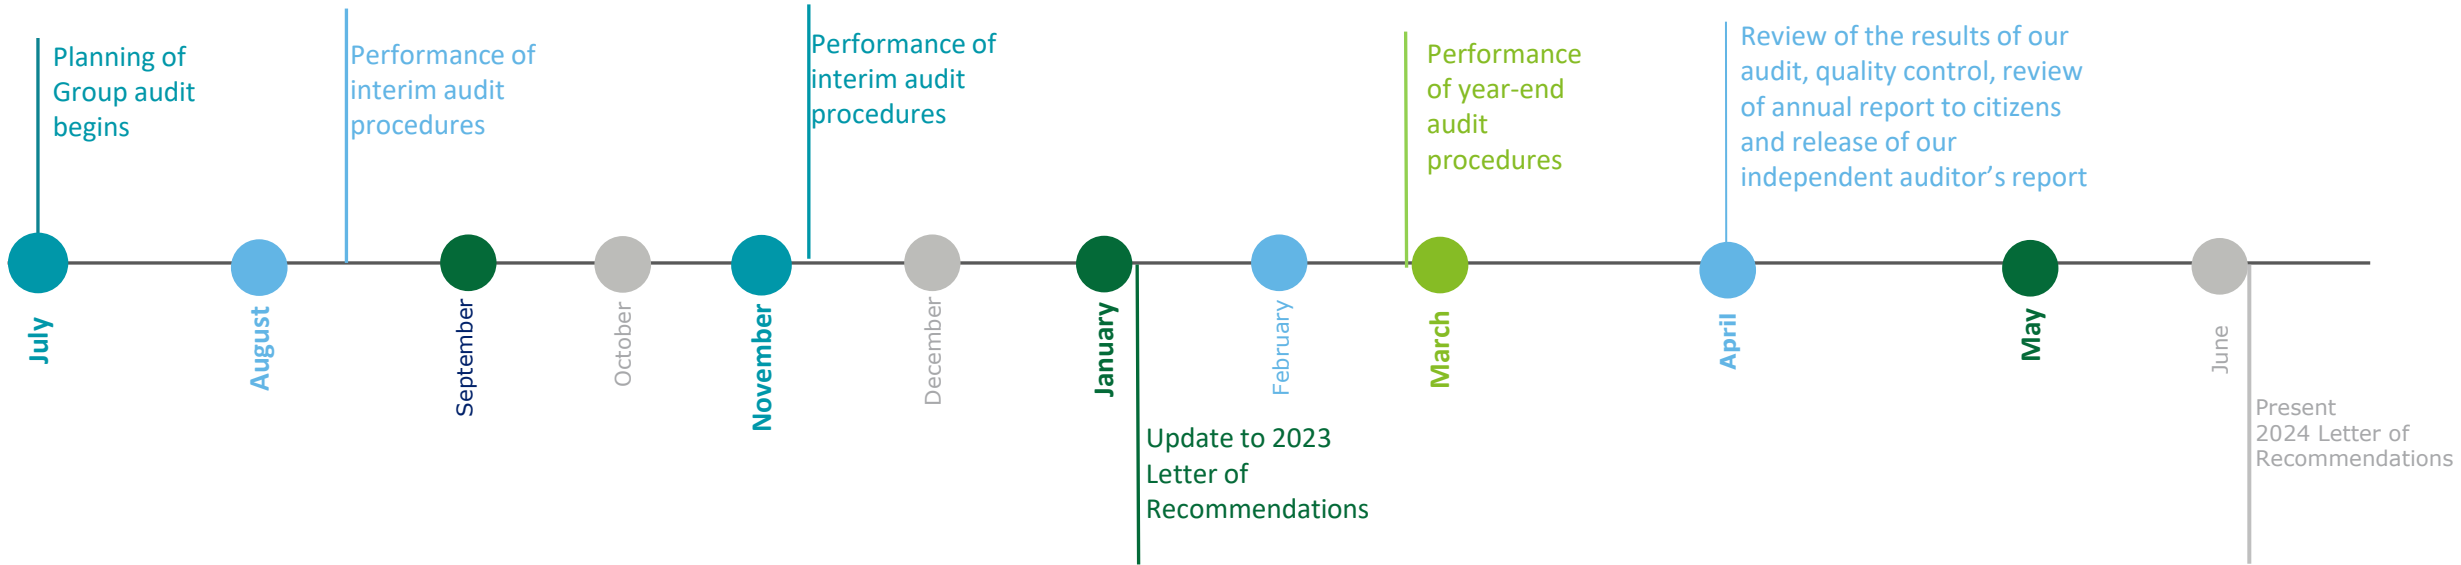 Planning of
Group audit
begins
Performance of
interim audit
procedures
Performance of
interim audit
procedures
Performance
of year-end
audit
procedures
Review of the results of our
audit, quality control, review
of annual report to citizens
and release of our
independent auditor’s report
July
August
September
October
November
December
January
February
March
April
May
June
Update to 2023
Letter of
Recommendations
Present
2024 Letter of
Recommendations